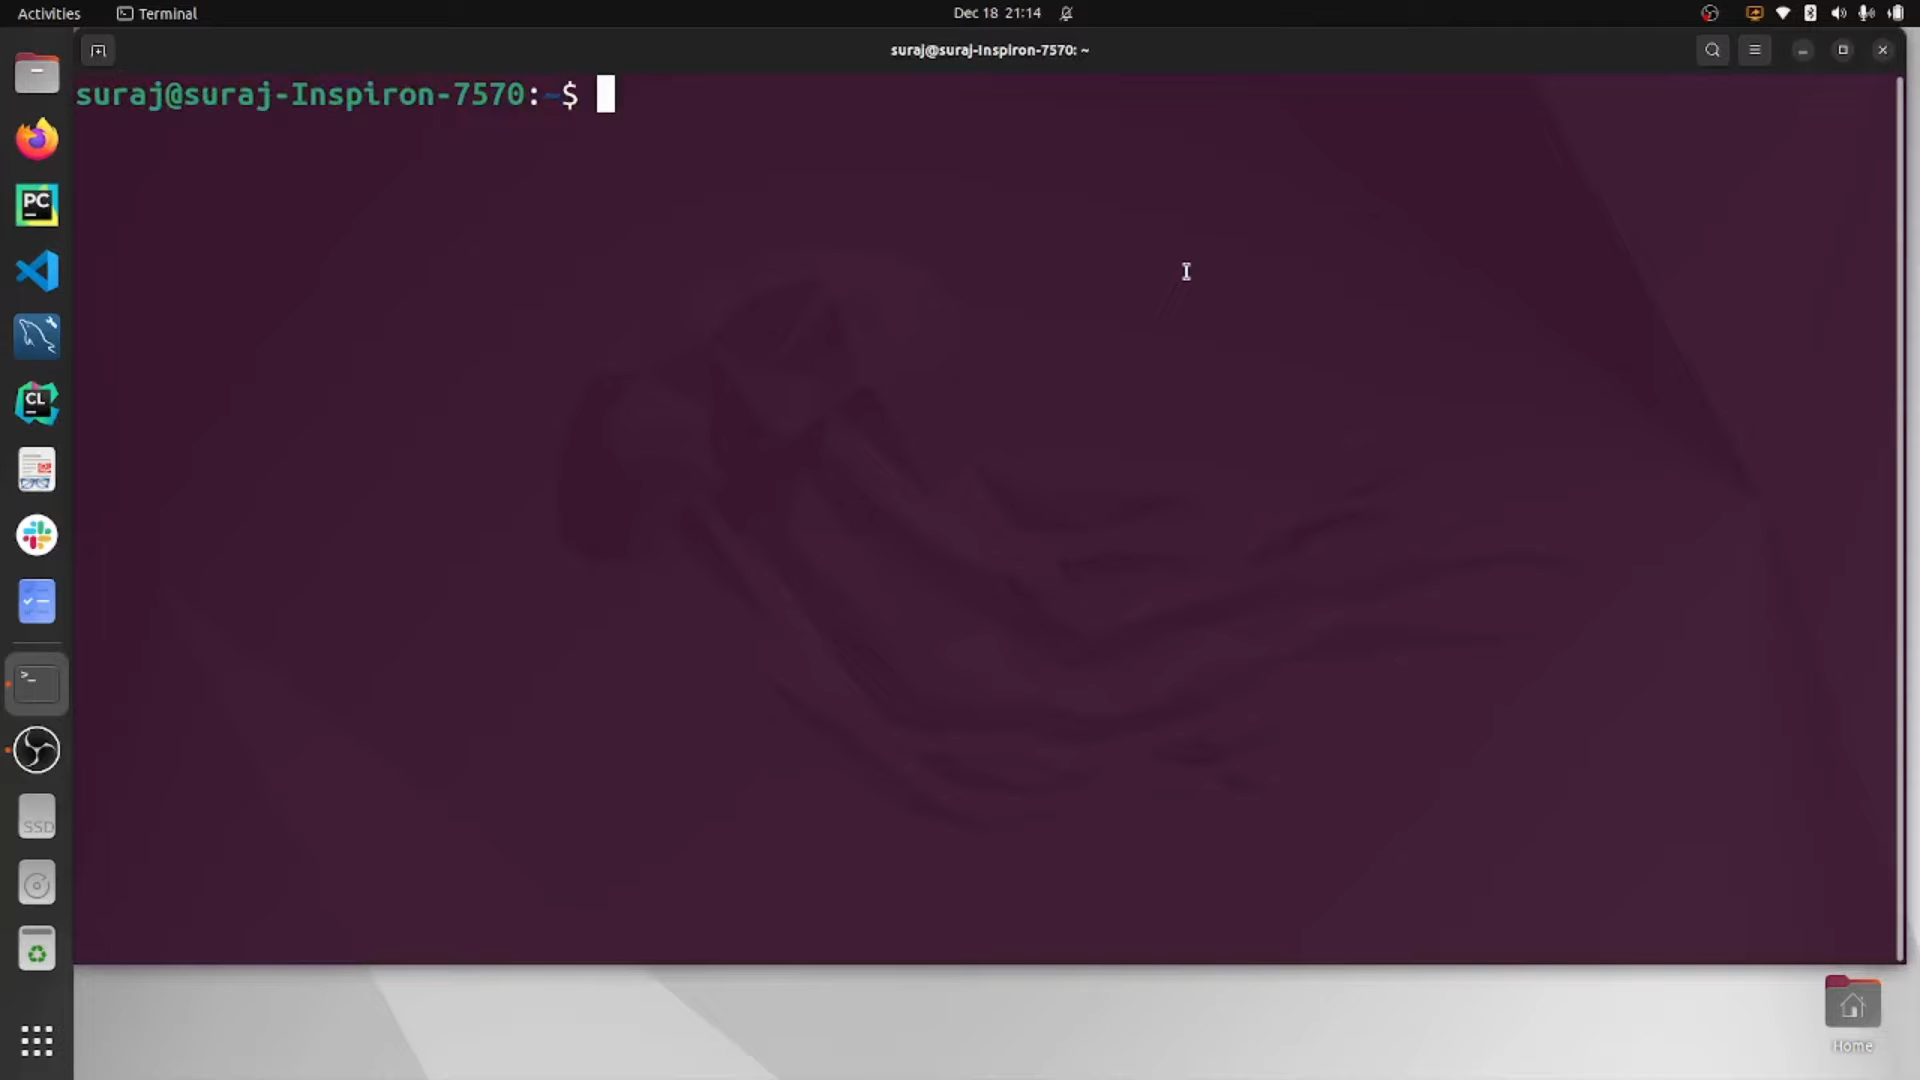 Activities
Terminal
Dec 18 21:14
suraj@suraj-Inspiron-7570: ~
suraj@suraj-Inspiron-7570:~$
PC
CL
>_
SSD
Home